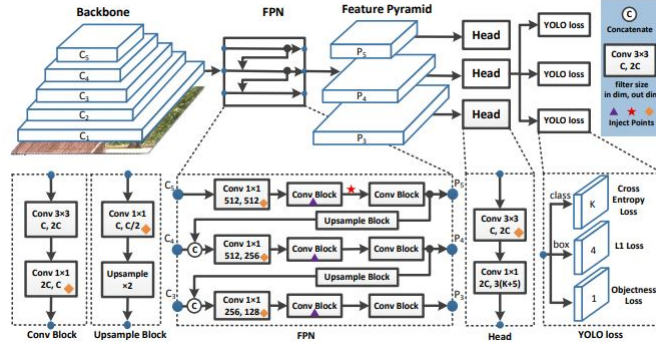 Backbone
FPN
Feature Pyramid
C5
C4
C3
C2
C1
P5
P4
P3
Head
Head
Head
YOLO loss
YOLO loss
YOLO loss
C
Concatenate
Conv 3×3
C, 2C
filter size
in dim, out dim
Inject Points
Conv 3×3
C, 2C
Conv 1×1
2C, C
Conv Block
Conv 1×1
C, C/2
Upsample
×2
Upsample Block
C5
Conv 1×1
512, 512
Conv Block
Conv Block
P5
Upsample Block
C
Conv 1×1
512, 256
Conv Block
Conv Block
P4
Upsample Block
C
Conv 1×1
256, 128
Conv Block
Conv Block
P3
FPN
Conv 3×3
C, 2C
Conv 1×1
2C, 3(K+5)
Head
class
K
Cross
Entropy
Loss
box
4
L1 Loss
1
Objectness
Loss
YOLO loss